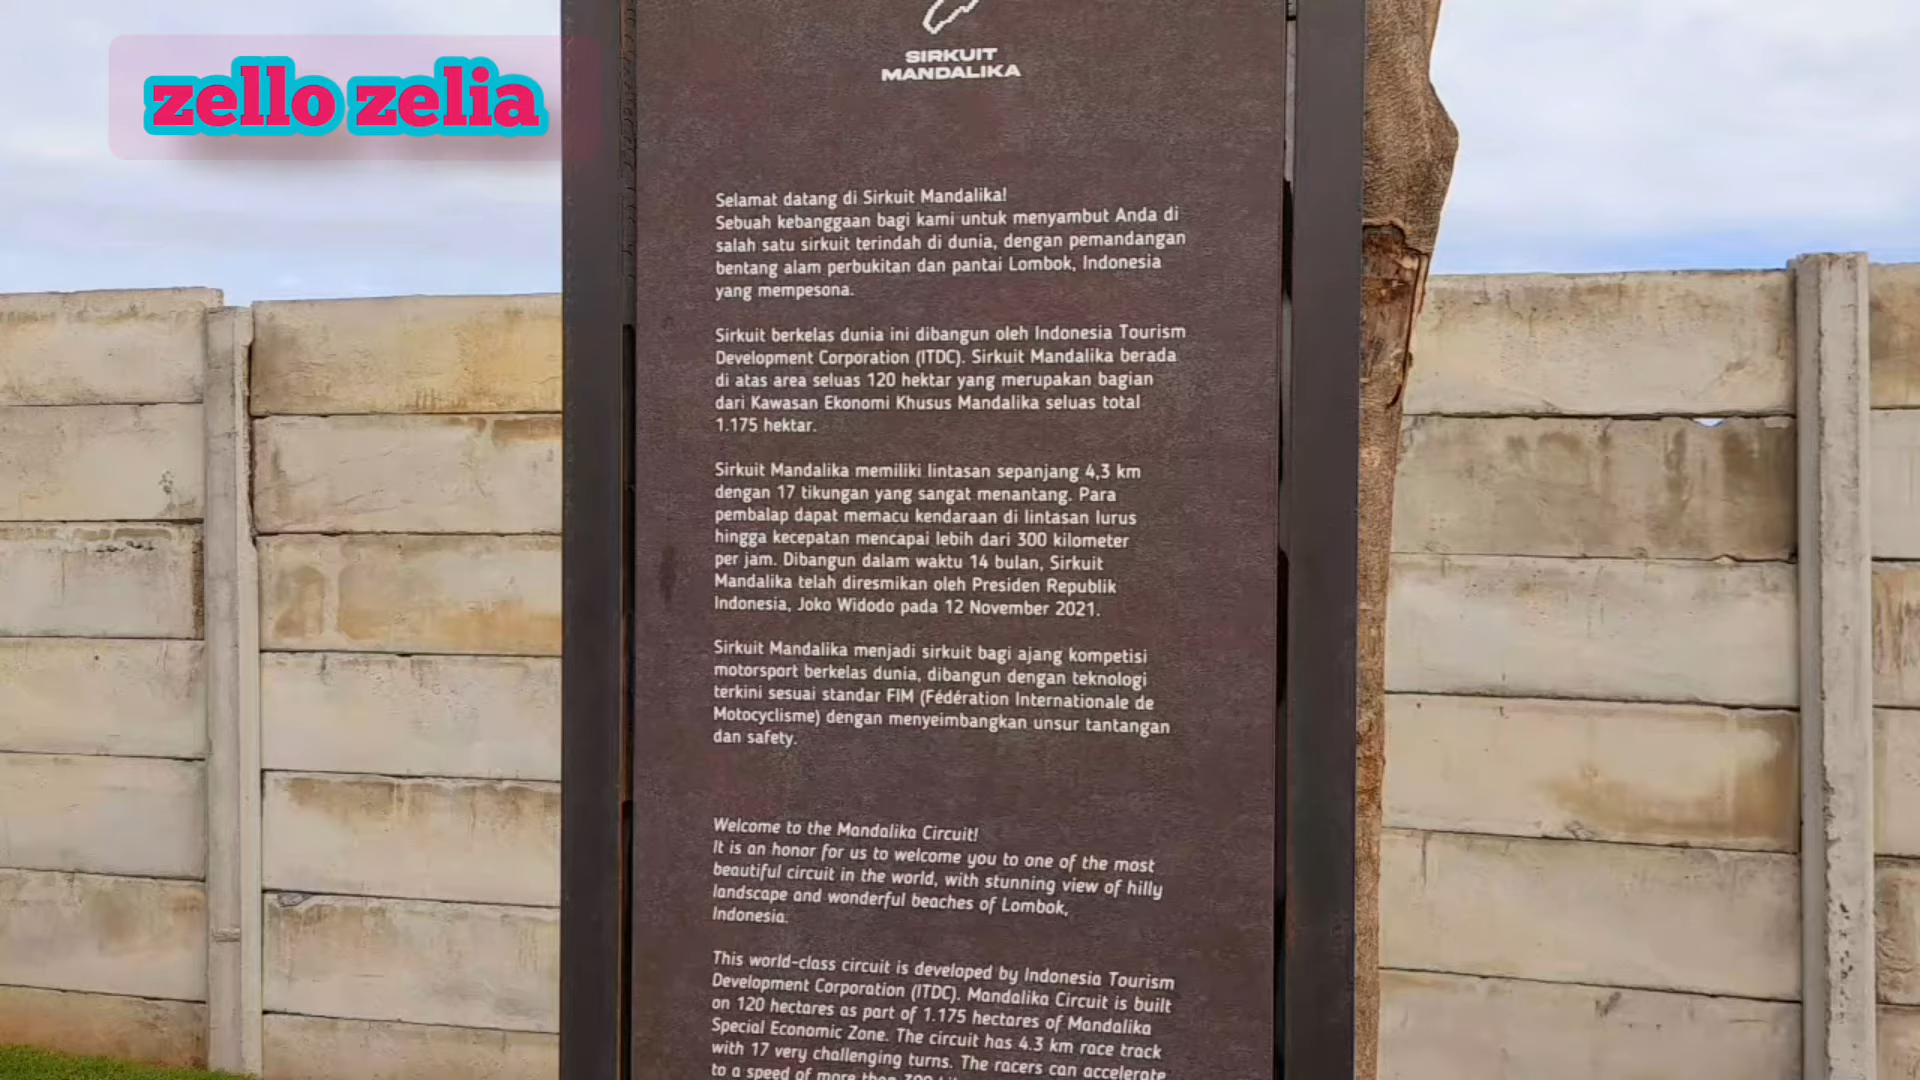 zello zelia
SIRKUIT
MANDALIKA
Selamat datang di Sirkuit Mandalika!
Sebuah kebanggaan bagi kami untuk menyambut Anda di
salah satu sirkuit terindah di dunia, dengan pemandangan
bentang alam perbukitan dan pantai Lombok, Indonesia
yang mempesona.
Sirkuit berkelas dunia ini dibangun oleh Indonesia Tourism
Development Corporation (ITDC). Sirkuit Mandalika berada
di atas area seluas 120 hektar yang merupakan bagian
dari Kawasan Ekonomi Khusus Mandalika seluas total
1.175 hektar.
Sirkuit Mandalika memiliki lintasan sepanjang 4,3 km
dengan 17 tikungan yang sangat menantang. Para
pembalap dapat memacu kendaraan di lintasan lurus
hingga kecepatan mencapai lebih dari 300 kilometer
per jam. Dibangun dalam waktu 14 bulan, Sirkuit
Mandalika telah diresmikan oleh Presiden Republik
Indonesia, Joko Widodo pada 12 November 2021.
Sirkuit Mandalika menjadi sirkuit bagi ajang kompetisi
motorsport berkelas dunia, dibangun dengan teknologi
terkini sesuai standar FIM (Fédération Internationale de
Motocyclisme) dengan menyeimbangkan unsur tantangan
dan safety.
Welcome to the Mandalika Circuit!
It is an honor for us to welcome you to one of the most
beautiful circuit in the world, with stunning view of hilly
landscape and wonderful beaches of Lombok,
Indonesia.
This world-class circuit is developed by Indonesia Tourism
Development Corporation (ITDC). Mandalika Circuit is built
on 120 hectares as part of 1.175 hectares of Mandalika
Special Economic Zone. The circuit has 4.3 km race track
with 17 very challenging turns. The racers can accelerate
to a speed of more than